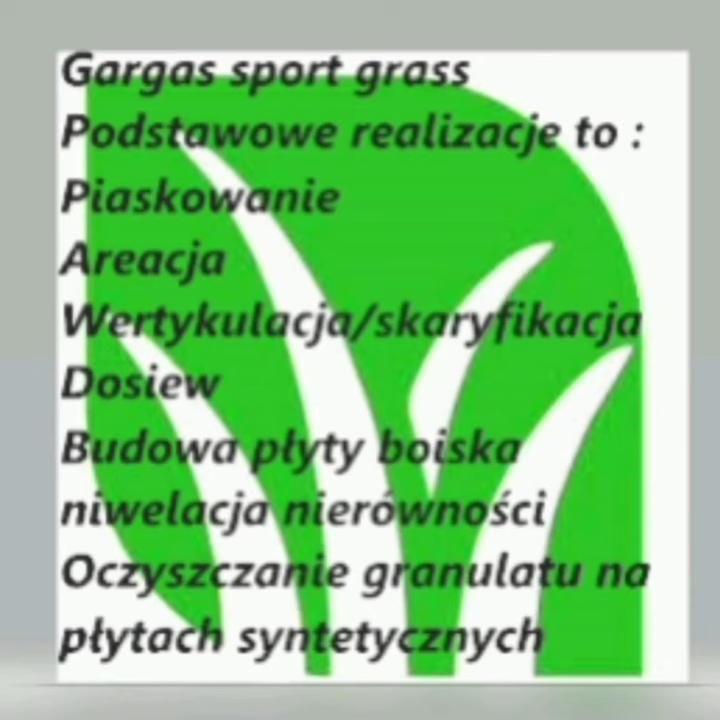 Gargas sport grass
Podstawowe realizacje to :
Piaskowanie
Areacja
Wertykulacja/skaryfikacja
Dosiew
Budowa płyty boiska
niwelacja nierówności
Oczyszczanie granulatu na
płytach syntetycznych